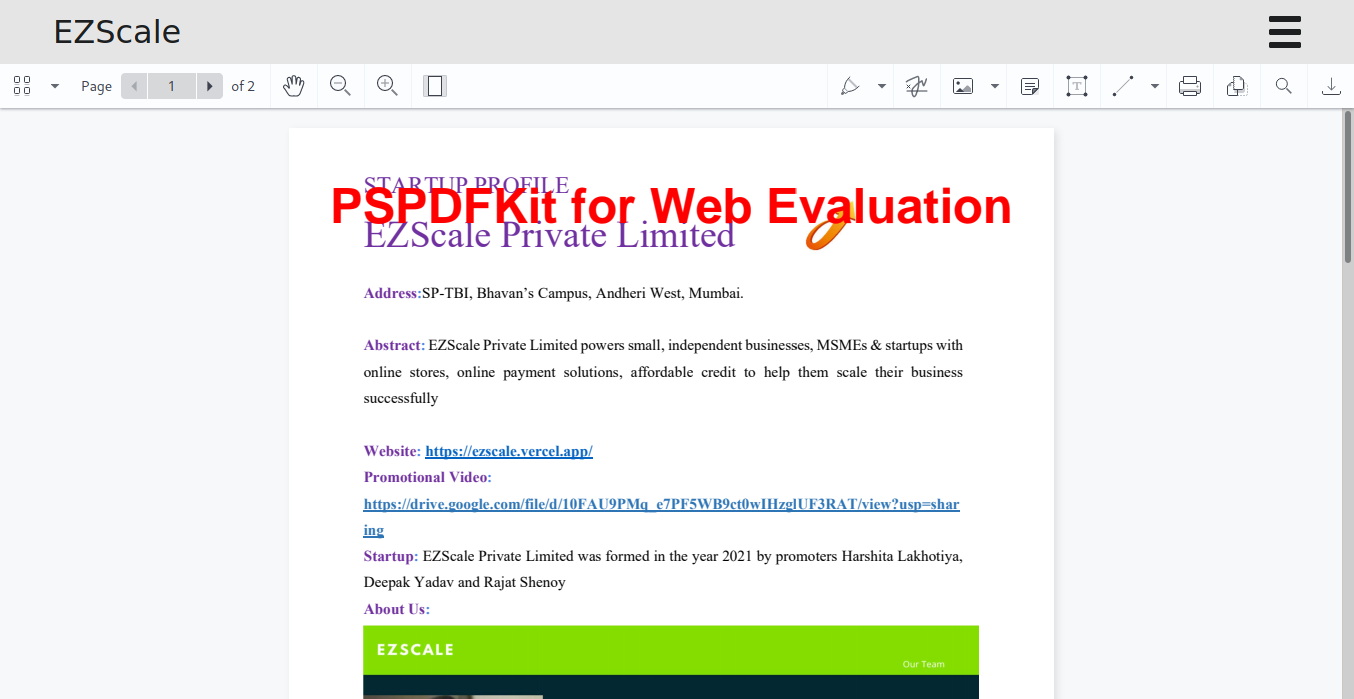 EZScale
Page 1 of 2
STARTUP PROFILE
PSPDFKit for Web Evaluation
EZScale Private Limited
Address:SP-TBI, Bhavan’s Campus, Andheri West, Mumbai.
Abstract: EZScale Private Limited powers small, independent businesses, MSMEs & startups with
online stores, online payment solutions, affordable credit to help them scale their business
successfully
Website: https://ezscale.vercel.app/
Promotional Video:
https://drive.google.com/file/d/10FAU9PMq_e7PF5WB9ct0wIHzglUF3RAT/view?usp=shar
ing
Startup: EZScale Private Limited was formed in the year 2021 by promoters Harshita Lakhotiya,
Deepak Yadav and Rajat Shenoy
About Us:
EZSCALE
Our Team